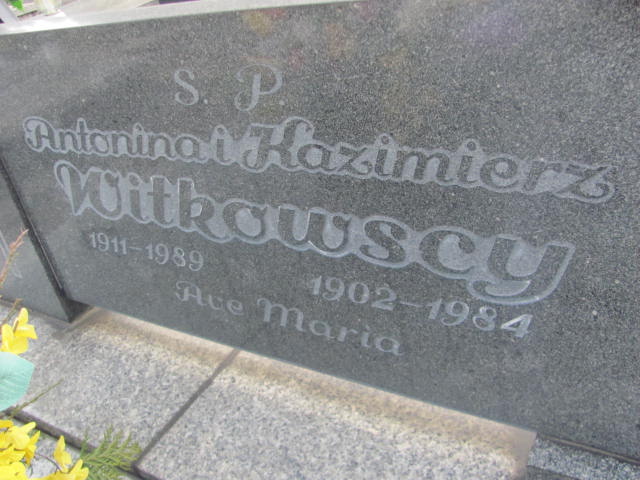 S. P.
Antonina i Kazimierz
Witkowscy
1911-1989 1902-1984
Ave Maria